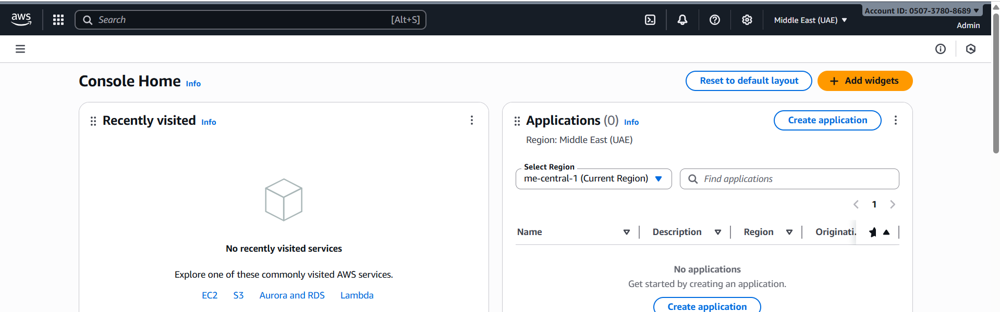 aws
Search [Alt+S]
Middle East (UAE)
Account ID: 0507-3780-8689
Admin
Console Home Info
Reset to default layout
Add widgets
Recently visited Info
No recently visited services
Explore one of these commonly visited AWS services.
EC2 S3 Aurora and RDS Lambda
Applications (0) Info
Create application
Region: Middle East (UAE)
Select Region
me-central-1 (Current Region)
Find applications
1
Name Description Region Originati.
No applications
Get started by creating an application.
Create application